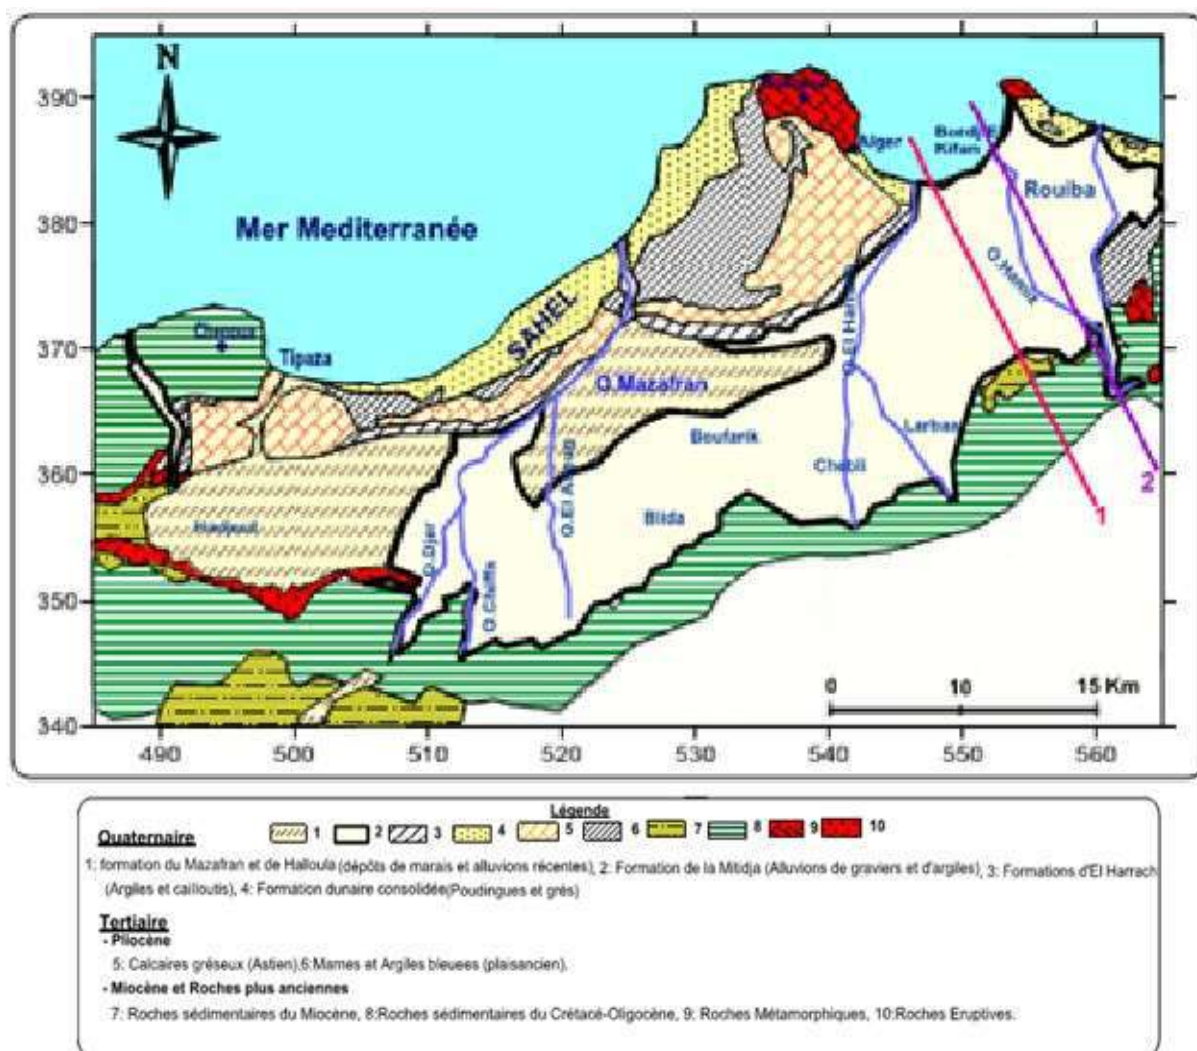 N
390
380
370
360
350
340
490
500
510
520
530
540
550
560
Mer Mediterranée
SAHEL
Tipaza
Chenoua
Alger
Kifan
Rouiba
O.Hamiz
O.El Harrach
O.Mazafran
Boufarik
Larbaa
Chebli
Blida
O.Djer
O.Chiffa
Hadjout
1
2
0 10 15 Km
Légende
Quaternaire
1 2 3 4 5 6 7 8 9 10
1: formation du Mazafran et de Halloula (dépôts de marais et alluvions récentes), 2: Formation de la Mitidja (Alluvions de graviers et d'argiles), 3: Formations d'El Harrach
(Argiles et cailloutis), 4: Formation dunaire consolidée(Poudingues et grés)
Tertiaire
- Pliocène
5: Calcaires gréseux (Astien),6:Marnes et Argiles bleuees (plaisancien).
- Miocène et Roches plus anciennes
7: Roches sédimentaires du Miocène, 8:Roches sédimentaires du Crétacé-Oligocène, 9: Roches Métamorphiques, 10:Roches Eruptives.